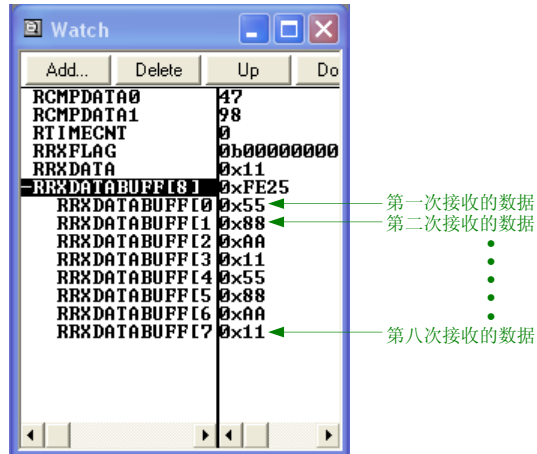 Watch
Add... Delete Up Do
RCMPDATA0 47
RCMPDATA1 98
RTIMECNT 0
RRXFLAG 0b00000000
RRXDATA 0x11
-RRXDATABUFF[8] 0xFE25
RRXDATABUFF[0 0x55 第一次接收的数据
RRXDATABUFF[1 0x88 第二次接收的数据
RRXDATABUFF[2 0xAA
RRXDATABUFF[3 0x11
RRXDATABUFF[4 0x55
RRXDATABUFF[5 0x88
RRXDATABUFF[6 0xAA
RRXDATABUFF[7 0x11 第八次接收的数据